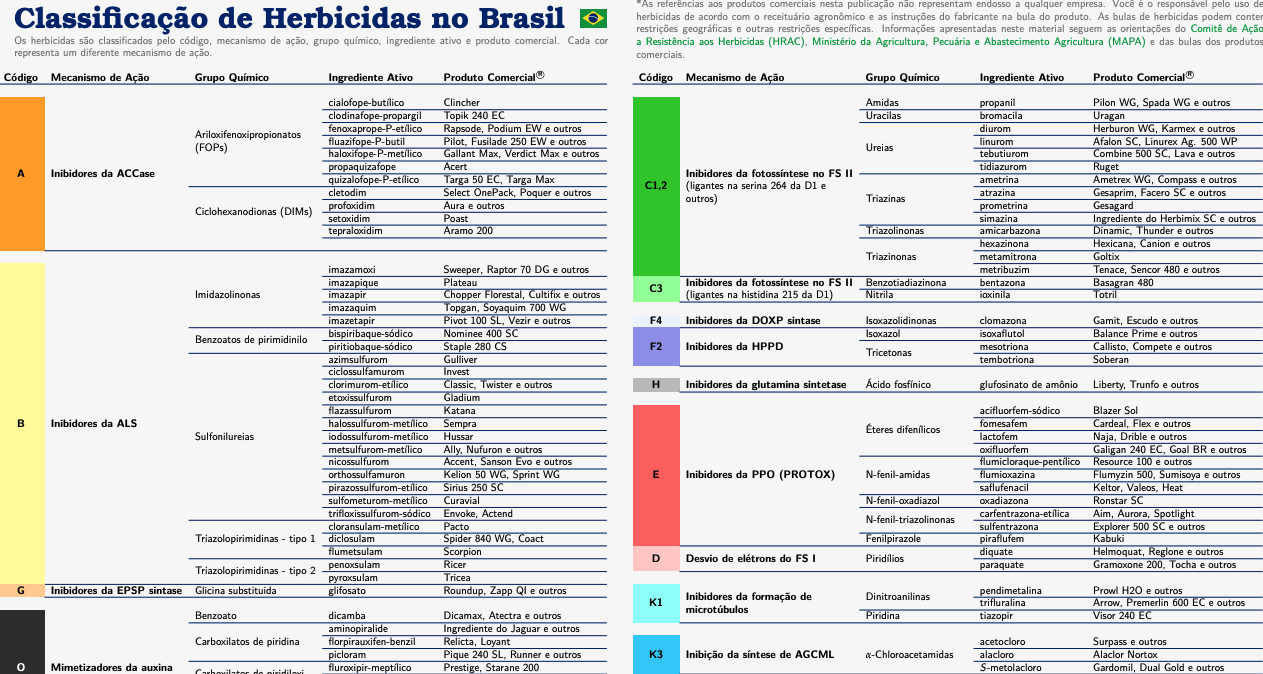 Classificação de Herbicidas no Brasil
Os herbicidas são classificados pelo código, mecanismo de ação, grupo químico, ingrediente ativo e produto comercial. Cada cor
representa um diferente mecanismo de ação.
Código Mecanismo de Ação Grupo Químico Ingrediente Ativo Produto Comercial®
A Inibidores da ACCase
Ariloxifenoxipropionatos
(FOPs)
cialofope-butílico Clincher
clodinafope-propargil Topik 240 EC
fenoxaprope-P-etílico Rapsode, Podium EW e outros
fluazifope-P-butil Pilot, Fusilade 250 EW e outros
haloxifope-P-metílico Gallant Max, Verdict Max e outros
propaquizafope Acert
quizalofope-P-etílico Targa 50 EC, Targa Max
Ciclohexanodionas (DIMs)
cletodim Select OnePack, Poquer e outros
profoxidim Aura e outros
setoxidim Poast
tepraloxidim Aramo 200
B Inibidores da ALS
Imidazolinonas
imazamoxi Sweeper, Raptor 70 DG e outros
imazapique Plateau
imazapir Chopper Florestal, Cultifix e outros
imazaquim Topgan, Soyaquim 700 WG
imazetapir Pivot 100 SL, Vezir e outros
Benzoatos de pirimidinilo
bispiribaque-sódico Nominee 400 SC
piritiobaque-sódico Staple 280 CS
Sulfonilureias
azimsulfurom Gulliver
ciclossulfamurom Invest
clorimurom-etílico Classic, Twister e outros
etoxissulfurom Gladium
flazassulfurom Katana
halossulfurom-metílico Sempra
iodossulfurom-metílico Hussar
metsulfurom-metílico Ally, Nufuron e outros
nicossulfurom Accent, Sanson Evo e outros
orthossulfamuron Kelion 50 WG, Sprint WG
pirazossulfurom-etílico Sirius 250 SC
sulfometurom-metílico Curavial
trifloxissulfurom-sódico Envoke, Actend
Triazolopirimidinas - tipo 1
cloransulam-metílico Pacto
diclosulam Spider 840 WG, Coact
flumetsulam Scorpion
Triazolopirimidinas - tipo 2
penoxsulam Ricer
pyroxsulam Tricea
G Inibidores da EPSP sintase Glicina substituida glifosato Roundup, Zapp QI e outros
O Mimetizadores da auxina
Benzoato dicamba Dicamax, Atectra e outros
Carboxilatos de piridina
aminopiralide Ingrediente do Jaguar e outros
florpirauxifen-benzil Relicta, Loyant
picloram Pique 240 SL, Runner e outros
fluroxipir-meptílico Prestige, Starane 200
*As referências aos produtos comerciais nesta publicação não representam endosso a qualquer empresa. Você é responsável pelo uso de
herbicidas de acordo com o receituário agronômico e as instruções do fabricante na bula do produto. As bulas de herbicidas podem conter
restrições geográficas e outras restrições específicas. Informações apresentadas neste material seguem as orientações do Comitê de Ação
a Resistência aos Herbicidas (HRAC), Ministério da Agricultura, Pecuária e Abastecimento Agricultura (MAPA) e das bulas dos produtos
comerciais.
Código Mecanismo de Ação Grupo Químico Ingrediente Ativo Produto Comercial®
C1,2 Inibidores da fotossíntese no FS II
(ligantes na serina 264 da D1 e
outros)
Amidas propanil Pilon WG, Spada WG e outros
Uracilas bromacila Uragan
Ureias
diurom Herburon WG, Karmex e outros
linurom Afalon SC, Linurex Ag. 500 WP
tebutiurom Combine 500 SC, Lava e outros
tidiazurom Ruget
Triazinas
ametrina Ametrex WG, Compass e outros
atrazina Gesaprim, Facero SC e outros
prometrina Gesagard
simazina Ingrediente do Herbimix SC e outros
Triazolinonas amicarbazona Dinamic, Thunder e outros
Triazinonas
hexazinona Hexicana, Canion e outros
metamitrona Goltix
metribuzim Tenace, Sencor 480 e outros
C3 Inibidores da fotossíntese no FS II
(ligantes na histidina 215 da D1)
Benzotiadiazinona bentazona Basagran 480
Nitrila ioxinila Totril
F4 Inibidores da DOXP sintase Isoxazolidinonas clomazona Gamit, Escudo e outros
F2 Inibidores da HPPD
Isoxazol isoxaflutol Balance Prime e outros
Tricetonas
mesotriona Callisto, Compete e outros
tembotriona Soberan
H Inibidores da glutamina sintetase Ácido fosfínico glufosinato de amônio Liberty, Trunfo e outros
E Inibidores da PPO (PROTOX)
Éteres difenílicos
acifluorfem-sódico Blazer Sol
fomesafem Cardeal, Flex e outros
lactofem Naja, Drible e outros
oxifluorfem Galigan 240 EC, Goal BR e outros
N-fenil-amidas
flumicloraque-pentílico Resource 100 e outros
flumioxazina Flumyzin 500, Sumisoya e outros
saflufenacil Keltor, Valeos, Heat
N-fenil-oxadiazol oxadiazona Ronstar SC
N-fenil-triazolinonas
carfentrazona-etílica Aim, Aurora, Spotlight
sulfentrazona Explorer 500 SC e outros
Fenilpirazole piraflufem Kabuki
D Desvio de elétrons do FS I Piridílios
diquate Helmoquat, Reglone e outros
paraquate Gramoxone 200, Tocha e outros
K1 Inibidores da formação de
microtúbulos
Dinitroanilinas
pendimetalina Prowl H2O e outros
trifluralina Arrow, Premerlin 600 EC e outros
Piridina tiazopir Visor 240 EC
K3 Inibição da síntese de AGCML α-Chloroacetamidas
acetocloro Surpass e outros
alacloro Alaclor Nortox
S-metolacloro Gardomil, Dual Gold e outros